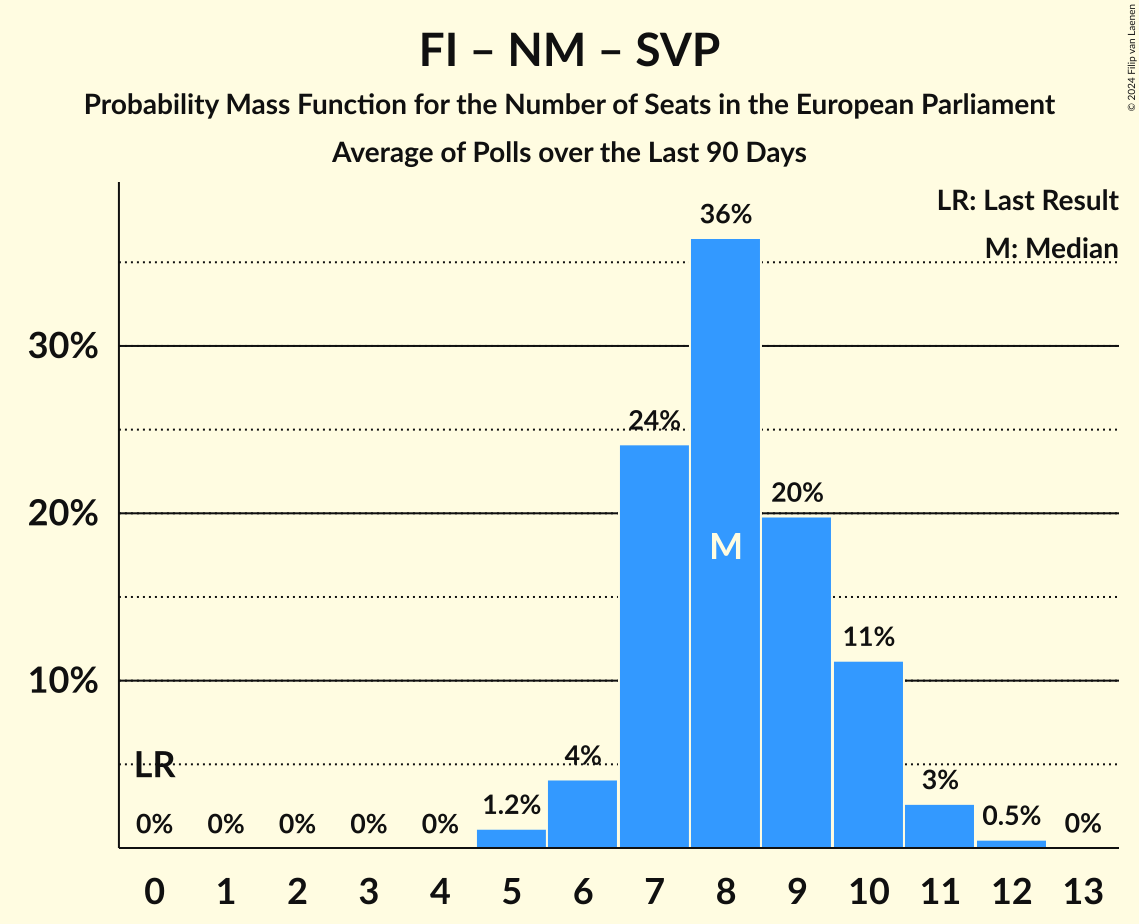 FI – NM – SVP
Probability Mass Function for the Number of Seats in the European Parliament
Average of Polls over the Last 90 Days
© 2024 Filip van Laenen
LR: Last Result
M: Median
36%
30%
24%
20%
20%
M
11%
10%
LR
4%
3%
1.2%
0.5%
0% 0% 0% 0% 0% 0%
0 1 2 3 4 5 6 7 8 9 10 11 12 13